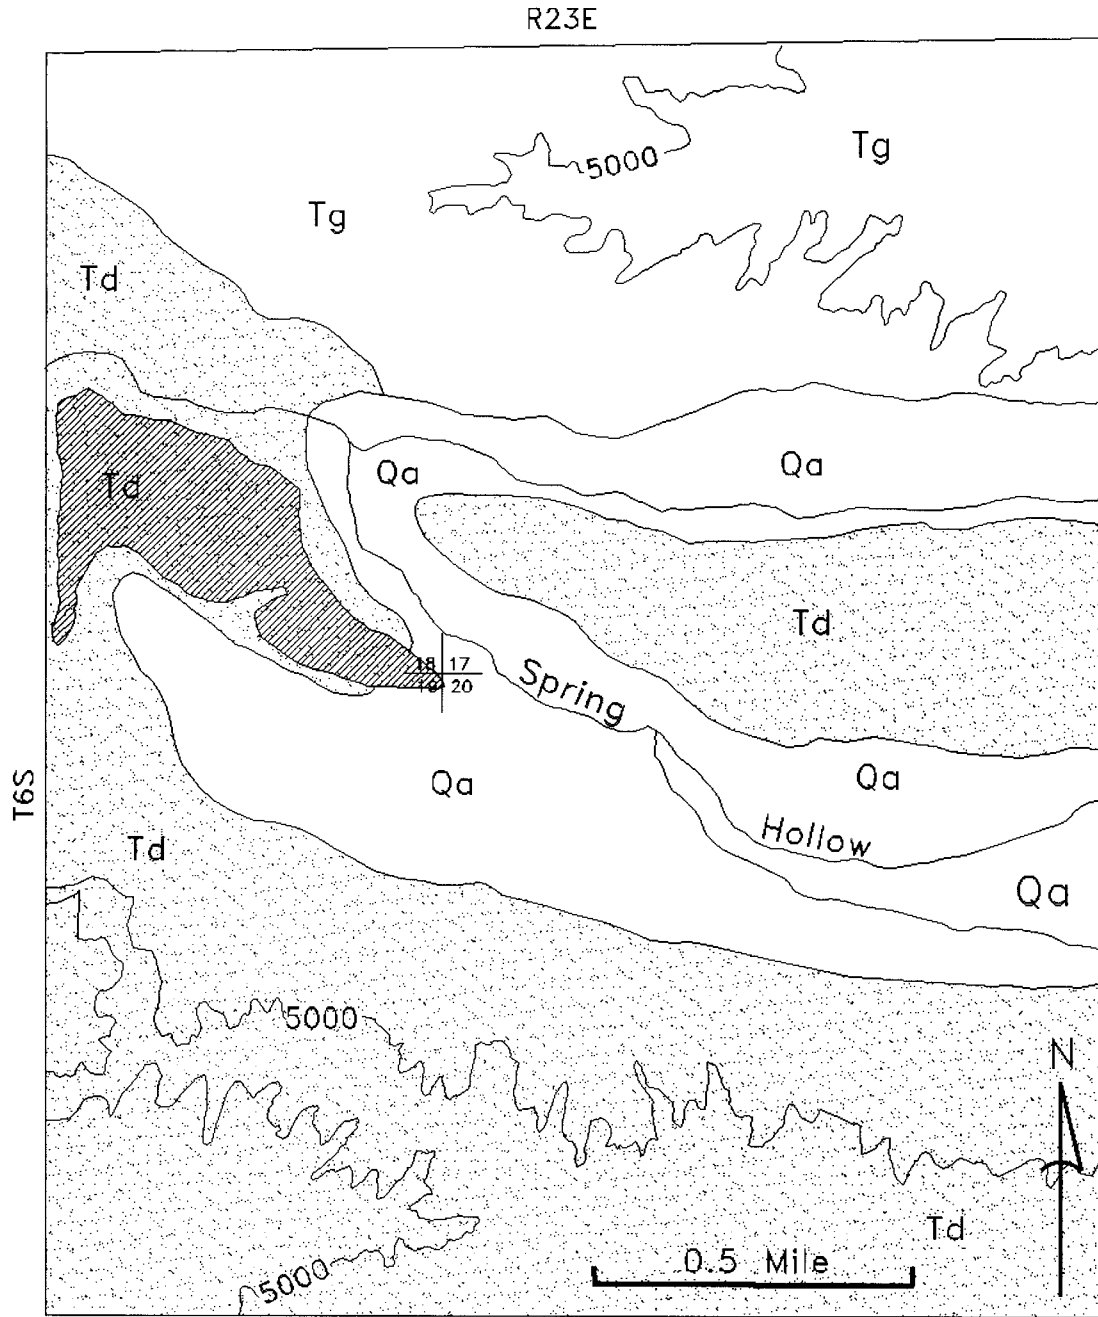 R23E
Tg
5000
Tg
Td
Qa
Qa
Td
Td
18 17
19 20
Spring
T6S
Qa
Qa
Hollow
Td
Qa
5000
N
Td
0.5 Mile
5000